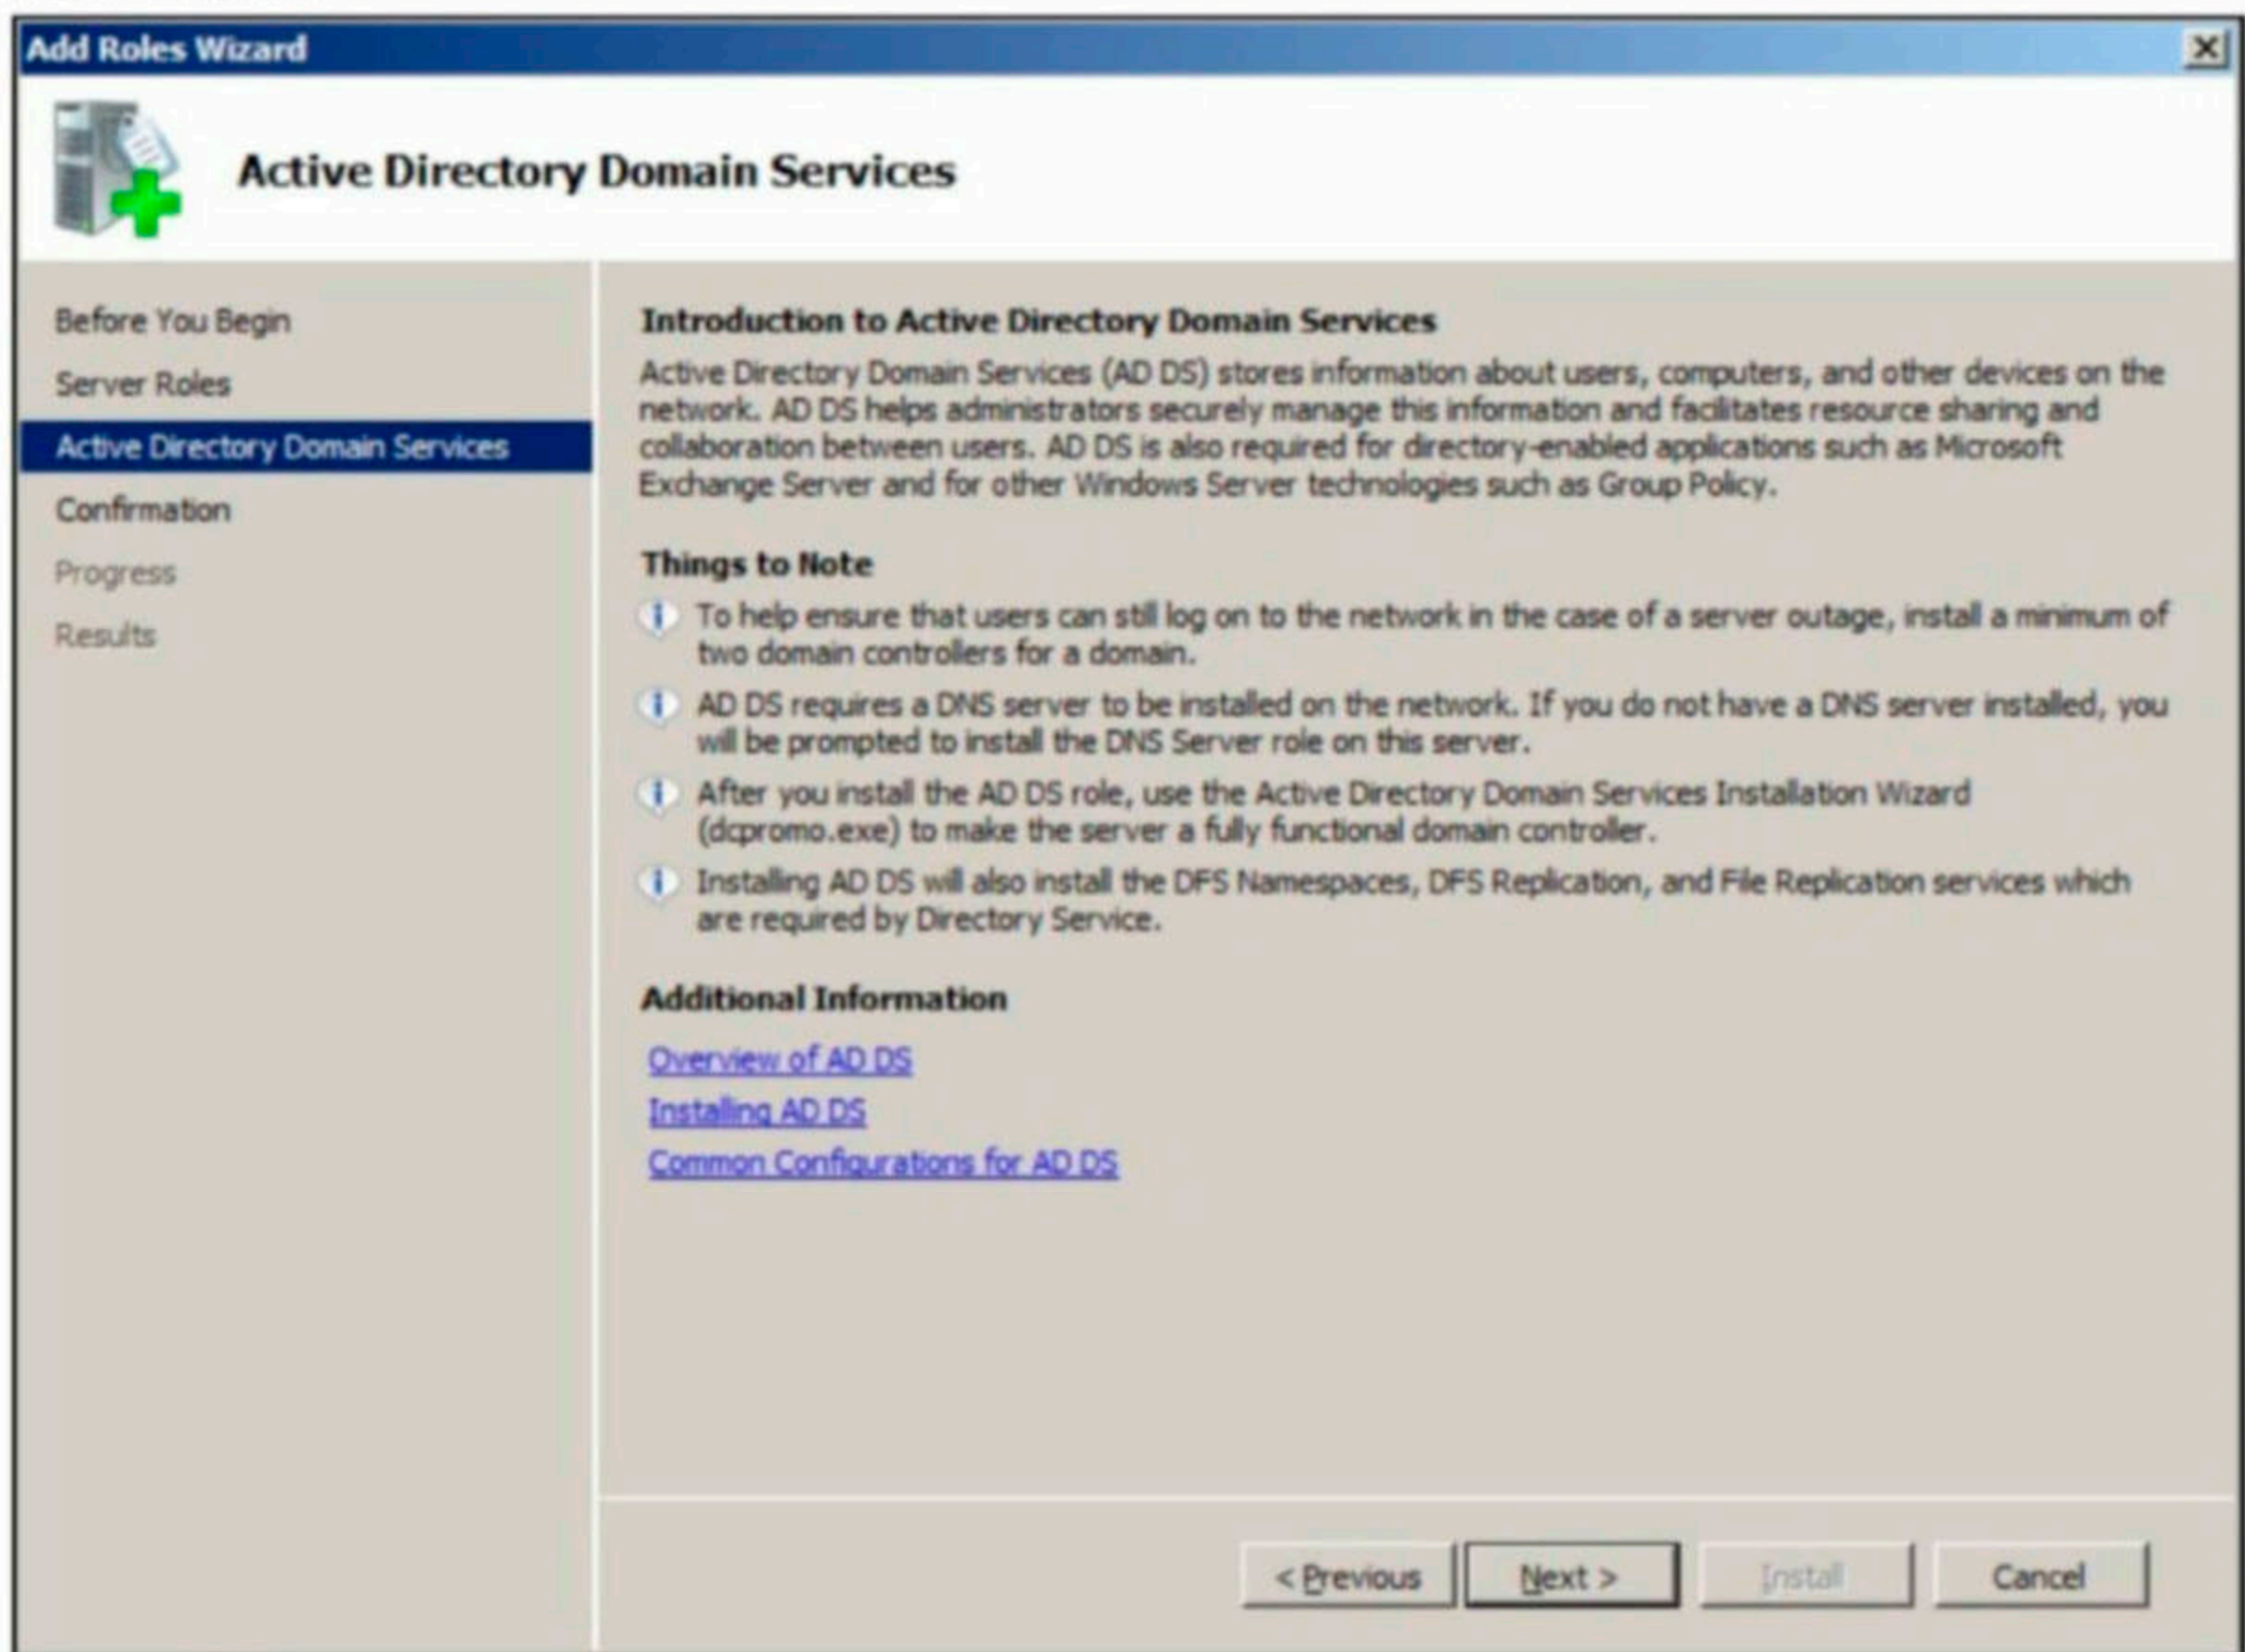 Add Roles Wizard
Active Directory Domain Services
Before You Begin
Server Roles
Active Directory Domain Services
Confirmation
Progress
Results
Introduction to Active Directory Domain Services
Active Directory Domain Services (AD DS) stores information about users, computers, and other devices on the
network. AD DS helps administrators securely manage this information and facilitates resource sharing and
collaboration between users. AD DS is also required for directory-enabled applications such as Microsoft
Exchange Server and for other Windows Server technologies such as Group Policy.
Things to Note
To help ensure that users can still log on to the network in the case of a server outage, install a minimum of
two domain controllers for a domain.
AD DS requires a DNS server to be installed on the network. If you do not have a DNS server installed, you
will be prompted to install the DNS Server role on this server.
After you install the AD DS role, use the Active Directory Domain Services Installation Wizard
(dcpromo.exe) to make the server a fully functional domain controller.
Installing AD DS will also install the DFS Namespaces, DFS Replication, and File Replication services which
are required by Directory Service.
Additional Information
Overview of AD DS
Installing AD DS
Common Configurations for AD DS
< Previous
Next >
Install
Cancel